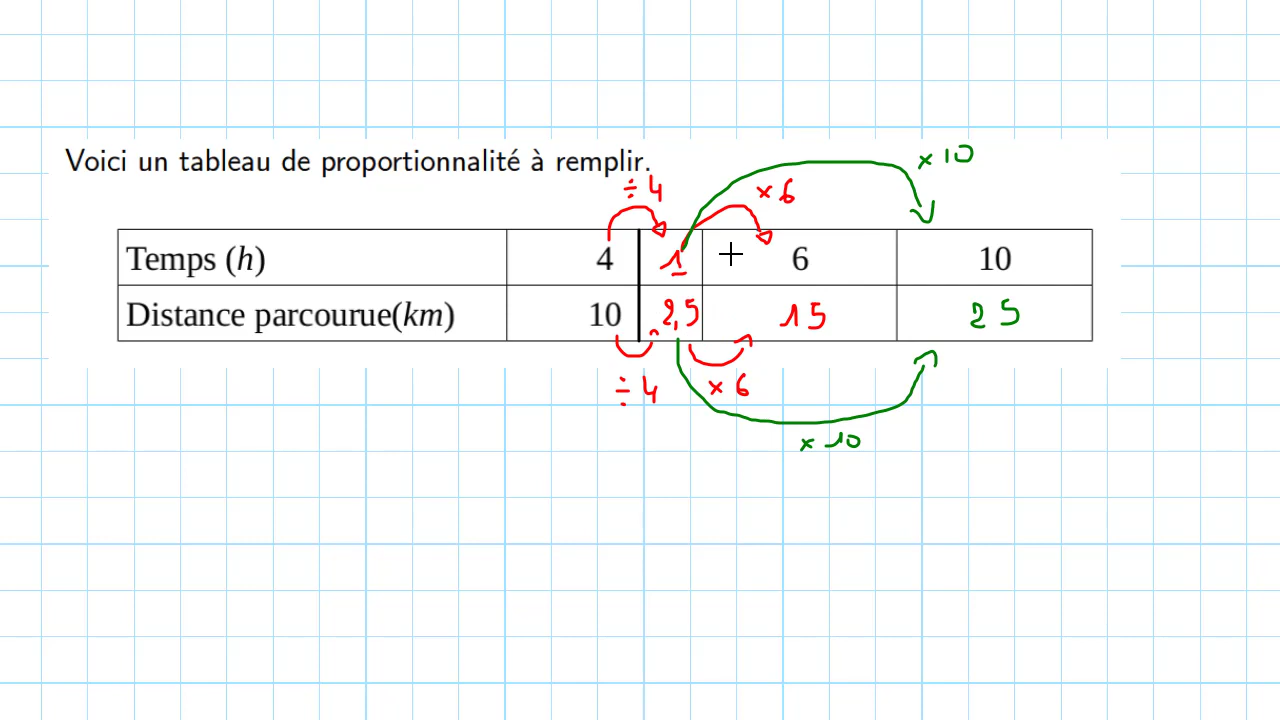 Voici un tableau de proportionnalité à remplir.
× 10
÷ 4 × 6
Temps (h) 4 1 6 10
Distance parcourue(km) 10 2,5 15 25
÷ 4 × 6
× 10